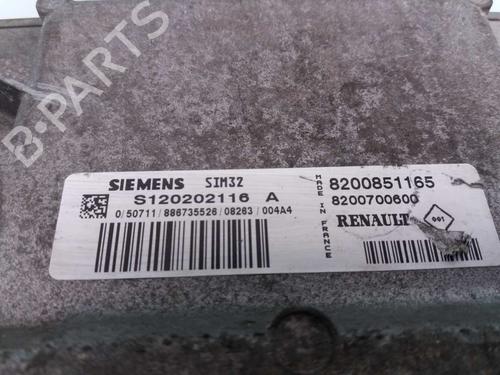 B-PARTS
SIEMENS SIM32
S120202116 A
0/50711/886735526/08263/004A4
MADE IN FRANCE
8200851165
8200700600
RENAULT
001